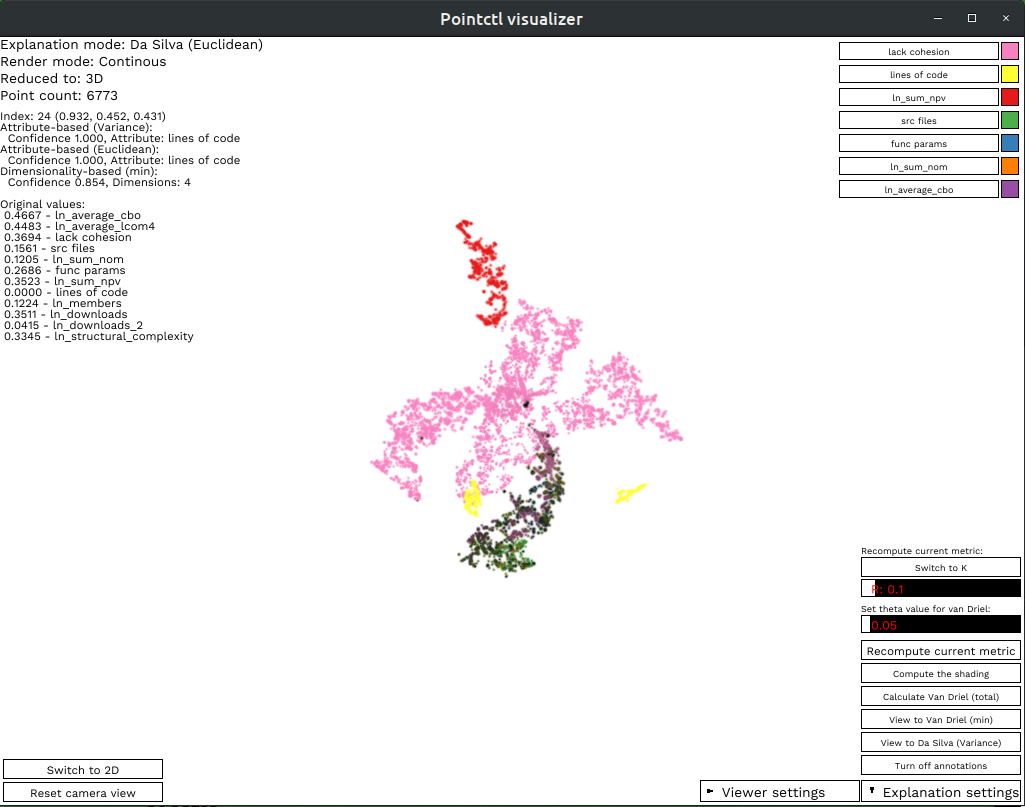 Pointctl visualizer
Explanation mode: Da Silva (Euclidean)
Render mode: Continous
Reduced to: 3D
Point count: 6773
Index: 24 (0.932, 0.452, 0.431)
Attribute-based (Variance):
Confidence 1.000, Attribute: lines of code
Attribute-based (Euclidean):
Confidence 1.000, Attribute: lines of code
Dimensionality-based (min):
Confidence 0.854, Dimensions: 4
Original values:
0.4667 - ln_average_cbo
0.4483 - ln_average_lcom4
0.3694 - lack cohesion
0.1561 - src files
0.1205 - ln_sum_nom
0.2686 - func params
0.3523 - ln_sum_npv
0.0000 - lines of code
0.1224 - ln_members
0.3511 - ln_downloads
0.0415 - ln_downloads_2
0.3345 - ln_structural_complexity
lack cohesion
lines of code
ln_sum_npv
src files
func params
ln_sum_nom
ln_average_cbo
Recompute current metric:
Switch to K
R: 0.1
Set theta value for van Driel:
0.05
Recompute current metric
Compute the shading
Calculate Van Driel (total)
View to Van Driel (min)
View to Da Silva (Variance)
Turn off annotations
Switch to 2D
Reset camera view
Viewer settings
Explanation settings